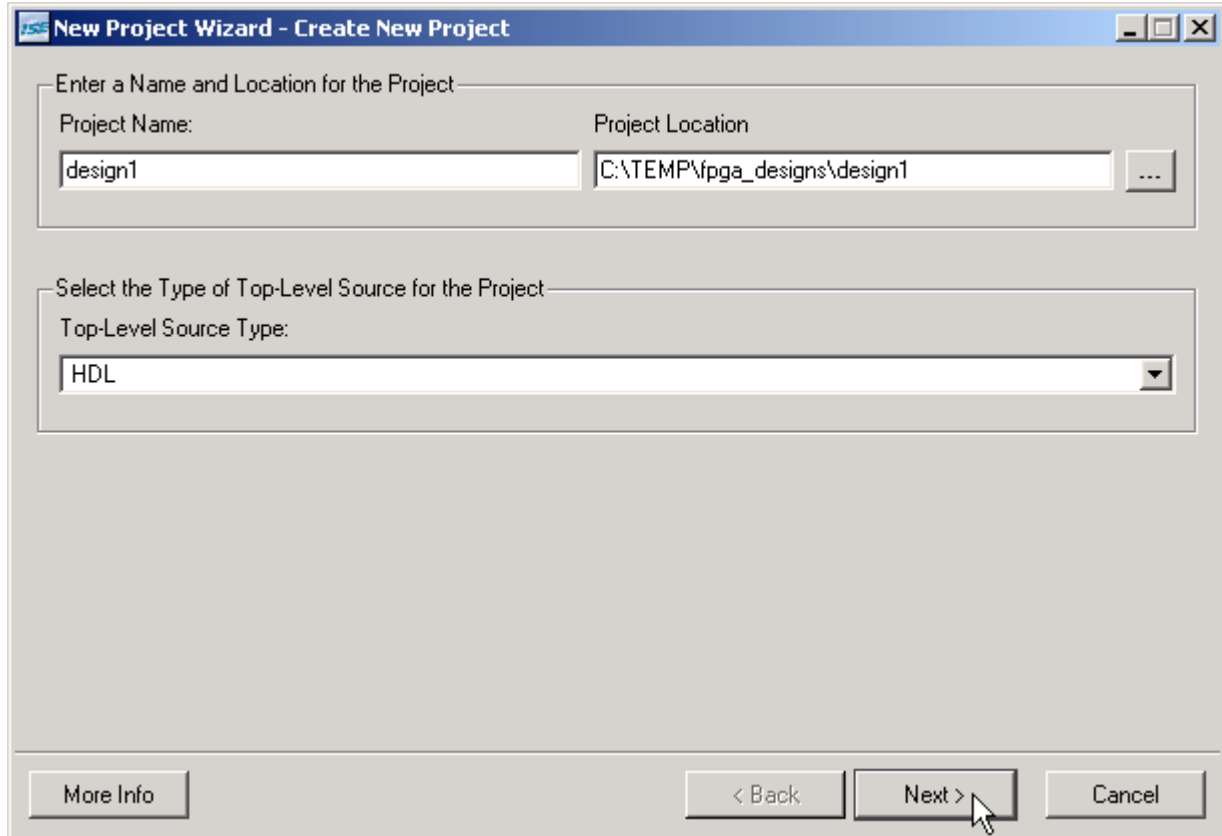 ISE New Project Wizard - Create New Project
Enter a Name and Location for the Project
Project Name: Project Location
design1 C:\TEMP\fpga_designs\design1 ...
Select the Type of Top-Level Source for the Project
Top-Level Source Type:
HDL
More Info < Back Next > Cancel